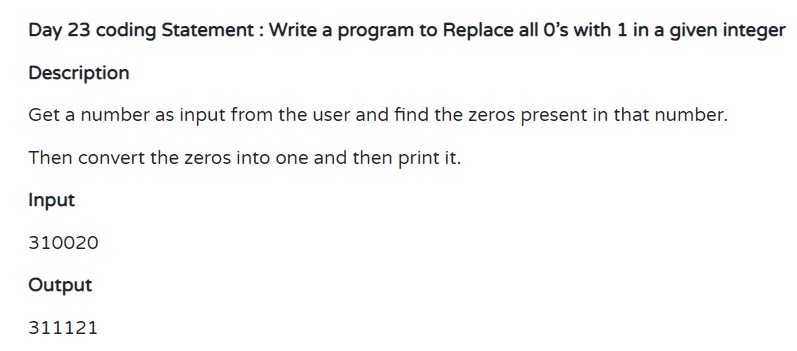 Day 23 coding Statement : Write a program to Replace all 0’s with 1 in a given integer
Description
Get a number as input from the user and find the zeros present in that number.
Then convert the zeros into one and then print it.
Input
310020
Output
311121